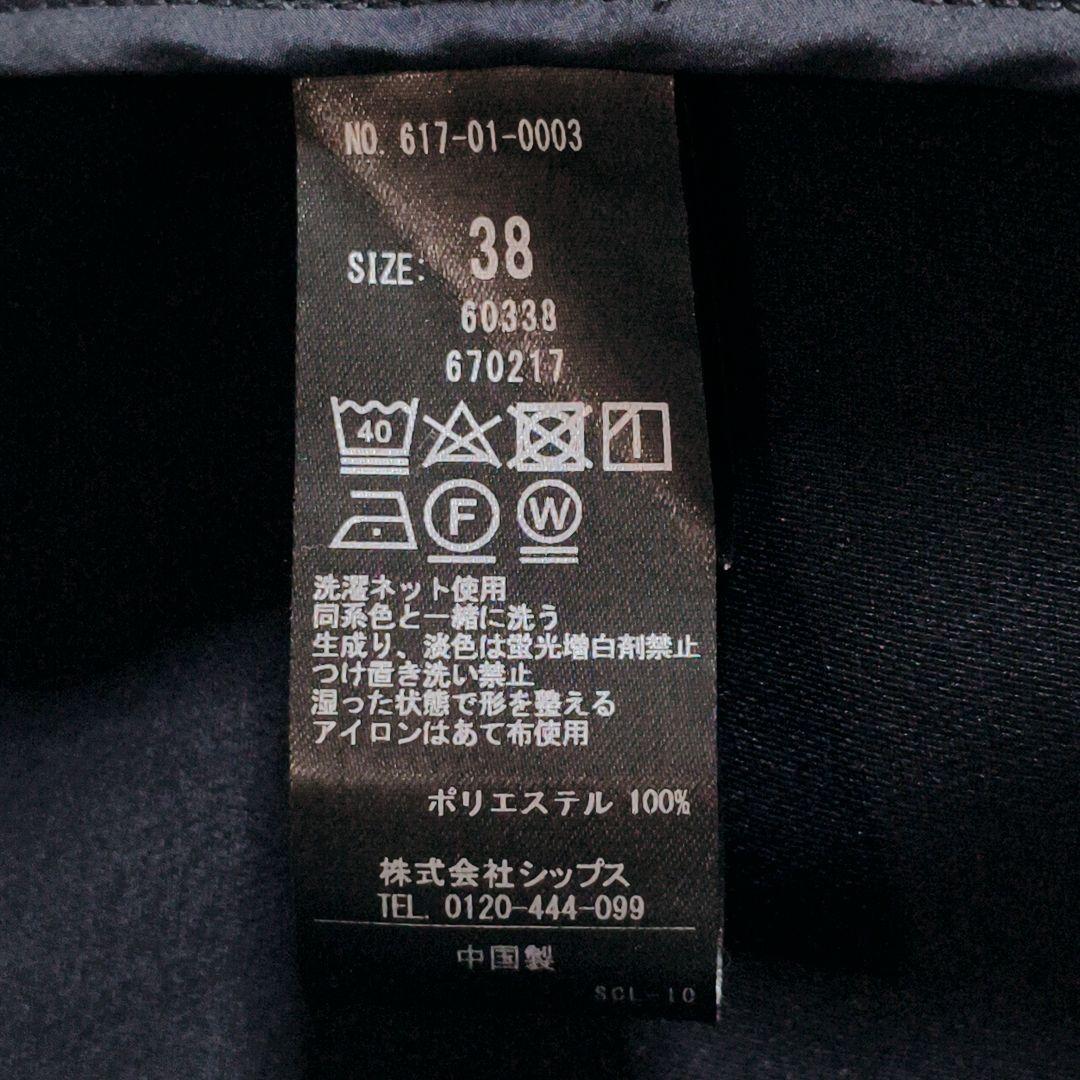 NO. 617-01-0003
SIZE: 38
60338
670217
40
F W
洗濯ネット使用
同系色と一緒に洗う
生成り、淡色は蛍光増白剤禁止
つけ置き洗い禁止
湿った状態で形を整える
アイロンはあて布使用
ポリエステル 100%
株式会社シップス
TEL. 0120-444-099
中国製
SCL-10